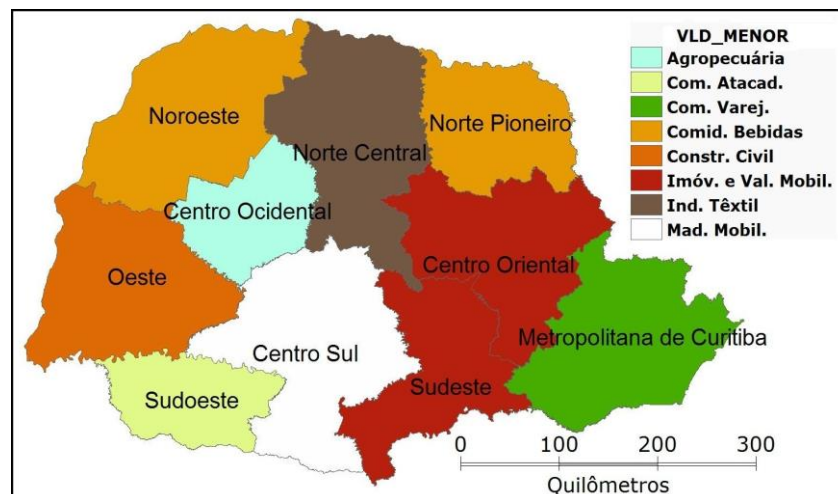 VLD_MENOR
Agropecuária
Com. Atacad.
Com. Varej.
Comid. Bebidas
Constr. Civil
Imóv. e Val. Mobil.
Ind. Têxtil
Mad. Mobil.
Noroeste
Norte Pioneiro
Norte Central
Centro Ocidental
Centro Oriental
Oeste
Metropolitana de Curitiba
Centro Sul
Sudeste
Sudoeste
0 100 200 300
Quilômetros